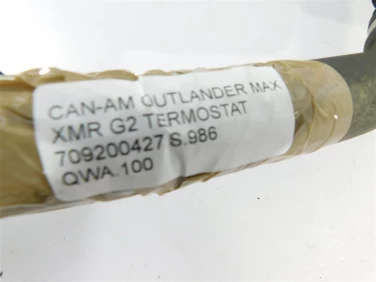 CAN-AM OUTLANDER MAX
XMR G2 TERMOSTAT
709200427 S.986
QWA.100